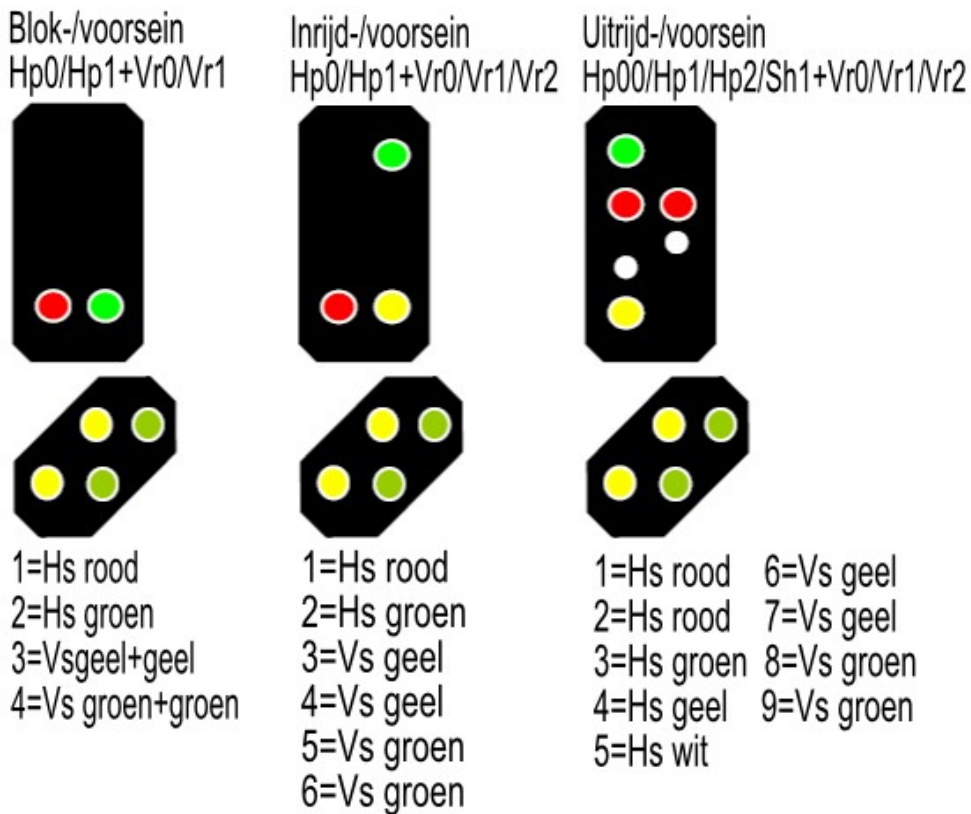 Blok-/voorsein
Hp0/Hp1+Vr0/Vr1
1=Hs rood
2=Hs groen
3=Vsgeel+geel
4=Vs groen+groen
Inrijd-/voorsein
Hp0/Hp1+Vr0/Vr1/Vr2
1=Hs rood
2=Hs groen
3=Vs geel
4=Vs geel
5=Vs groen
6=Vs groen
Uitrijd-/voorsein
Hp00/Hp1/Hp2/Sh1+Vr0/Vr1/Vr2
1=Hs rood
2=Hs rood
3=Hs groen
4=Hs geel
5=Hs wit
6=Vs geel
7=Vs geel
8=Vs groen
9=Vs groen